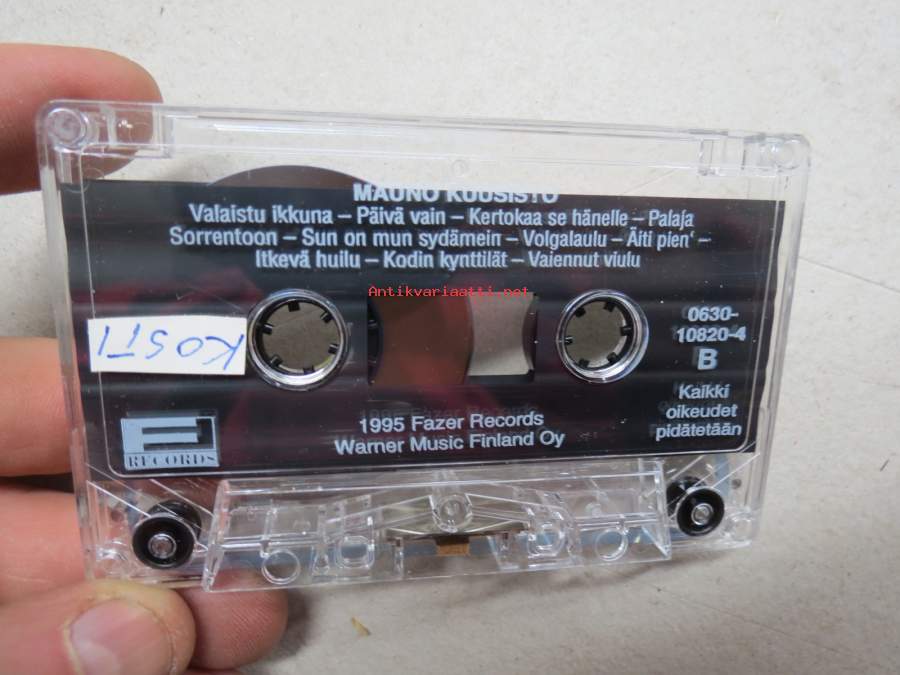 MAUNO KUUSISTO
Valaistu ikkuna – Päivä vain – Kertokaa se hänelle – Palaja
Sorrentoon – Sun on mun sydämein – Volgalaulu – Äiti pien' –
Itkevä huilu – Kodin kynttilät – Vaiennut viulu
Antikvariaatti.net
0630-
10820-4
B
KOSTI
Kaikki
oikeudet
pidätetään
1995 Fazer Records
Warner Music Finland Oy
F
RECORDS